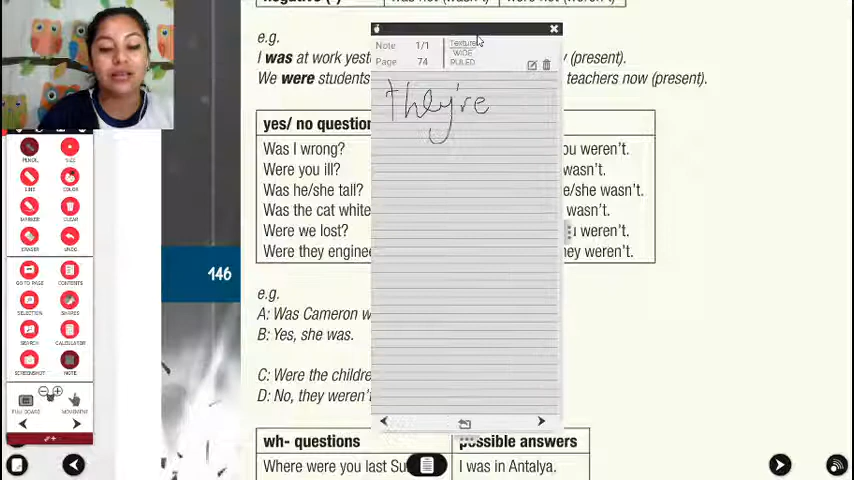 negative (-) was not (wasn't) were not (weren't)
e.g.
I was at work yest (present).
We were students teachers now (present).
Note 1/1
Page 74
Texture
WIDE
RULED
they're
yes/ no question
Was I wrong? ou weren't.
Were you ill? wasn't.
Was he/she tall? e/she wasn't.
Was the cat white wasn't.
Were we lost? u weren't.
Were they enginee hey weren't.
146
e.g.
A: Was Cameron w
B: Yes, she was.
C: Were the childre
D: No, they weren't
wh- questions possible answers
Where were you last Su I was in Antalya.
PENCIL SIZE
LINE COLOR
MARKER CLEAR
ERASER UNDO
GO TO PAGE CONTENTS
SELECTION SHAPES
SEARCH CALCULATOR
SCREENSHOT NOTE
FULL BOARD MOVEMENT